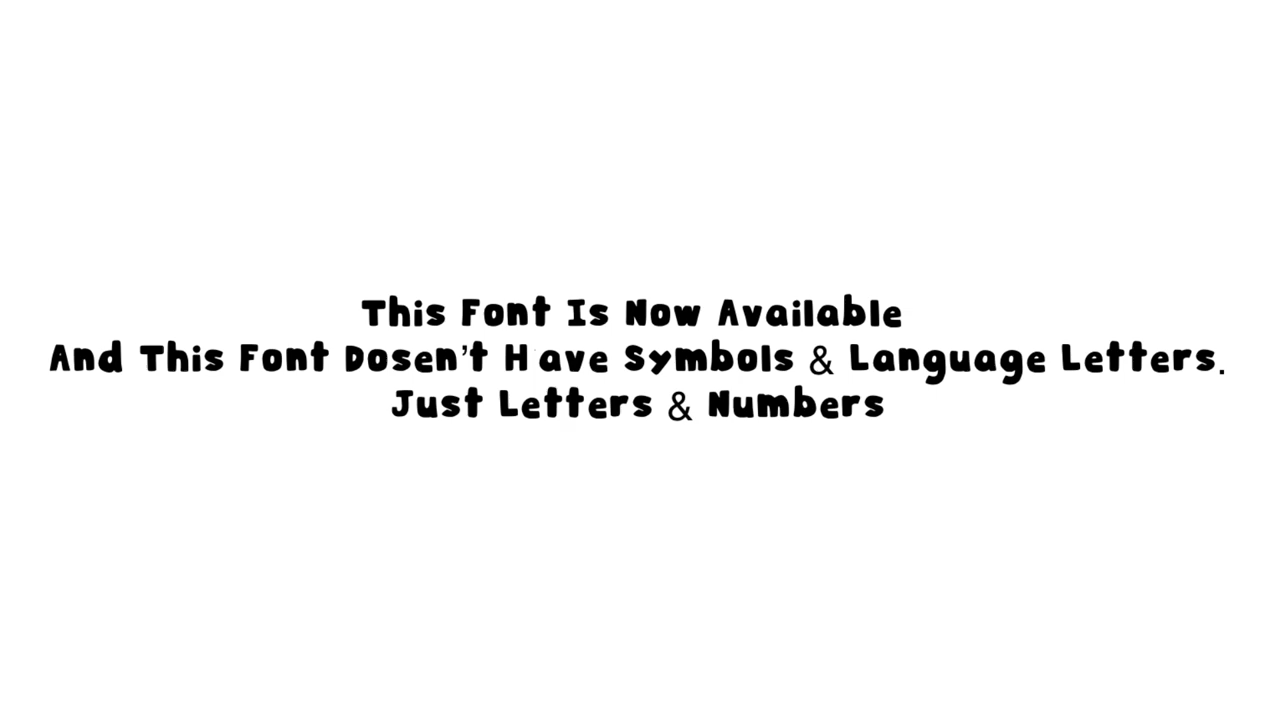 This Font Is Now Available
And This Font Dosen't Have Symbols & Language Letters.
Just Letters & Numbers